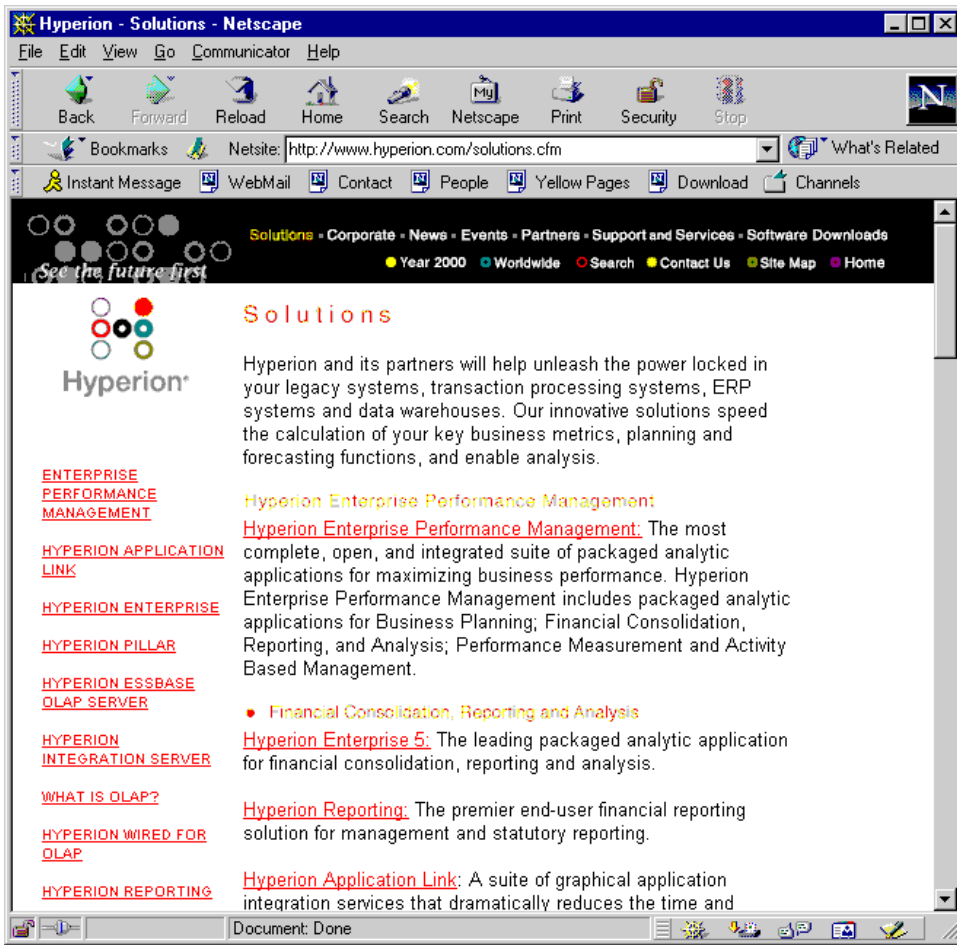 Hyperion - Solutions - Netscape
File Edit View Go Communicator Help
Back Forward Reload Home Search Netscape Print Security Stop
My
N
Bookmarks Netsite: http://www.hyperion.com/solutions.cfm What's Related
Instant Message WebMail Contact People Yellow Pages Download Channels
Solutions Corporate News Events Partners Support and Services Software Downloads
Year 2000 Worldwide Search Contact Us Site Map Home
See the future first
Hyperion
ENTERPRISE
PERFORMANCE
MANAGEMENT
HYPERION APPLICATION
LINK
HYPERION ENTERPRISE
HYPERION PILLAR
HYPERION ESSBASE
OLAP SERVER
HYPERION
INTEGRATION SERVER
WHAT IS OLAP?
HYPERION WIRED FOR
OLAP
HYPERION REPORTING
Solutions
Hyperion and its partners will help unleash the power locked in
your legacy systems, transaction processing systems, ERP
systems and data warehouses. Our innovative solutions speed
the calculation of your key business metrics, planning and
forecasting functions, and enable analysis.
Hyperion Enterprise Performance Management
Hyperion Enterprise Performance Management: The most
complete, open, and integrated suite of packaged analytic
applications for maximizing business performance. Hyperion
Enterprise Performance Management includes packaged analytic
applications for Business Planning; Financial Consolidation,
Reporting, and Analysis; Performance Measurement and Activity
Based Management.
• Financial Consolidation, Reporting and Analysis
Hyperion Enterprise 5: The leading packaged analytic application
for financial consolidation, reporting and analysis.
Hyperion Reporting: The premier end-user financial reporting
solution for management and statutory reporting.
Hyperion Application Link: A suite of graphical application
integration services that dramatically reduces the time and
Document: Done